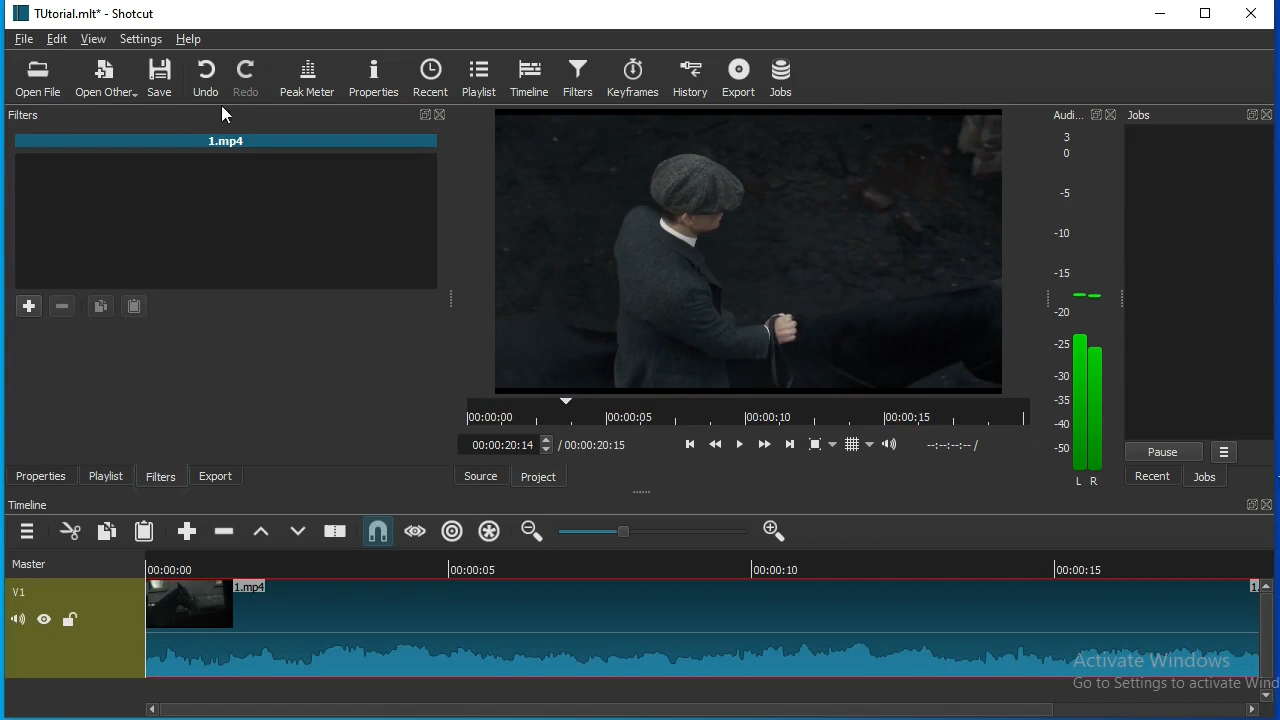 TUtorial.mlt* - Shotcut
File Edit View Settings Help
Open File Open Other Save Undo Redo Peak Meter Properties Recent Playlist Timeline Filters Keyframes History Export Jobs
Filters
1.mp4
Audi...
Jobs
3
0
-5
-10
-15
-20
-25
-30
-35
-40
-50
L R
00:00:00 00:00:05 00:00:10 00:00:15
00:00:20:14 / 00:00:20:15 --:--:--:-- /
Pause
Properties Playlist Filters Export
Source Project
Recent Jobs
Timeline
Master
00:00:00 00:00:05 00:00:10 00:00:15
V1
1.mp4
1.
Activate Windows
Go to Settings to activate Wind